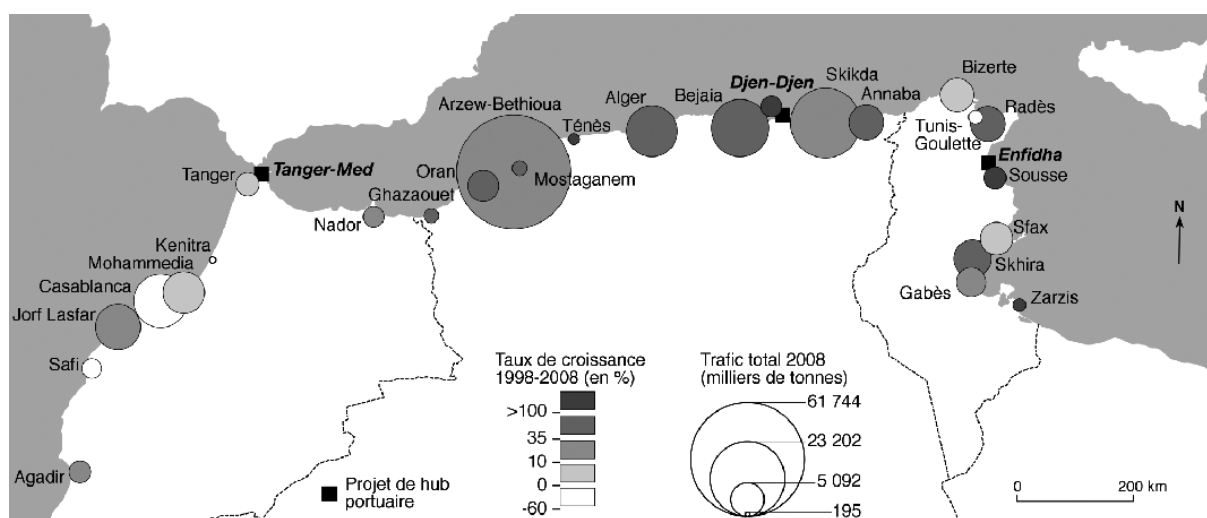 Bizerte
Djen-Djen
Skikda
Arzew-Bethioua
Alger
Bejaia
Annaba
Radès
Ténès
Tunis-
Goulette
Enfidha
Tanger
Tanger-Med
Oran
Mostaganem
Sousse
Ghazaouet
Nador
N
Sfax
Kenitra
Mohammedia
Skhira
Casablanca
Gabès
Zarzis
Jorf Lasfar
Safi
Agadir
Projet de hub
portuaire
Taux de croissance
1998-2008 (en %)
>100
35
10
0
-60
Trafic total 2008
(milliers de tonnes)
61 744
23 202
5 092
195
0
200 km